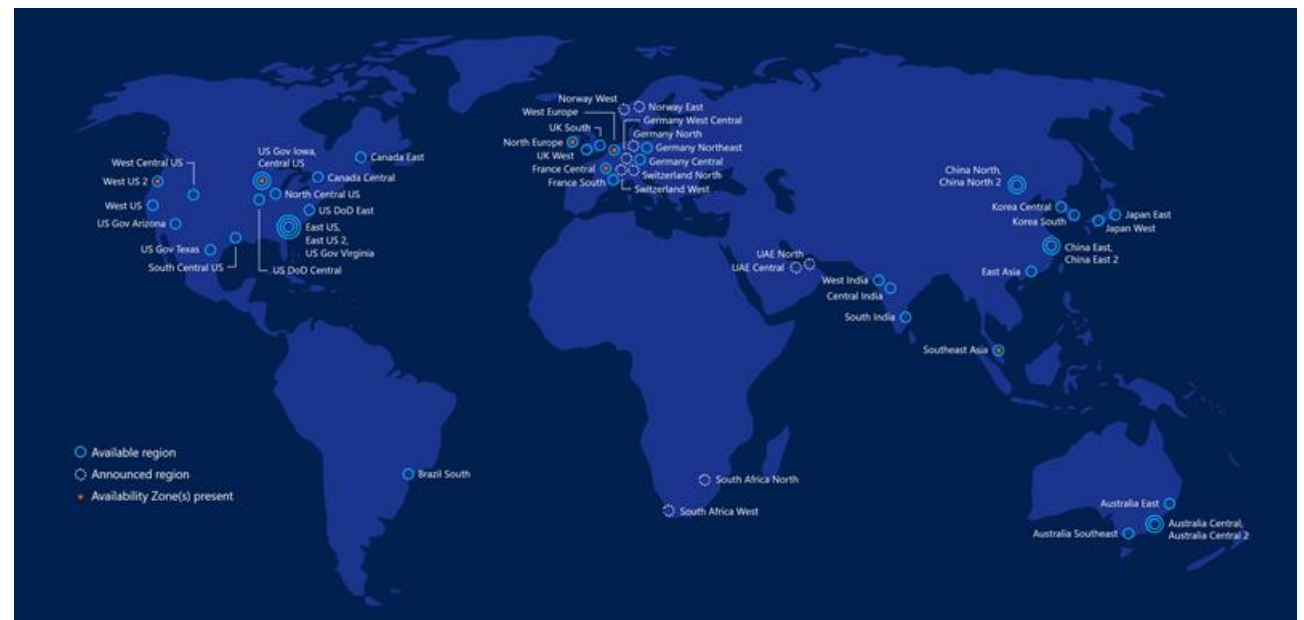 Norway West
Norway East
West Europe
Germany West Central
UK South
Germany North
North Europe
Germany Northeast
UK West
Germany Central
France Central
Switzerland North
France South
Switzerland West
US Gov Iowa,
Central US
Canada East
West Central US
Canada Central
West US 2
North Central US
West US
US DoD East
US Gov Arizona
East US,
East US 2,
US Gov Virginia
US Gov Texas
South Central US
US DoD Central
China North,
China North 2
Korea Central
Korea South
Japan East
Japan West
China East,
China East 2
East Asia
UAE North
UAE Central
West India
Central India
South India
Southeast Asia
Available region
Announced region
Availability Zone(s) present
Brazil South
South Africa North
South Africa West
Australia East
Australia Central,
Australia Central 2
Australia Southeast